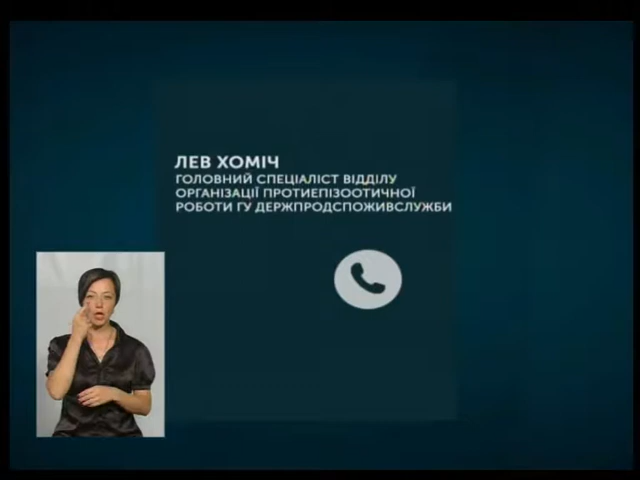 ЛЕВ ХОМІЧ
ГОЛОВНИЙ СПЕЦІАЛІСТ ВІДДІЛУ
ОРГАНІЗАЦІЇ ПРОТИЕПІЗООТИЧНОЇ
РОБОТИ ГУ ДЕРЖПРОДСПОЖИВСЛУЖБИ